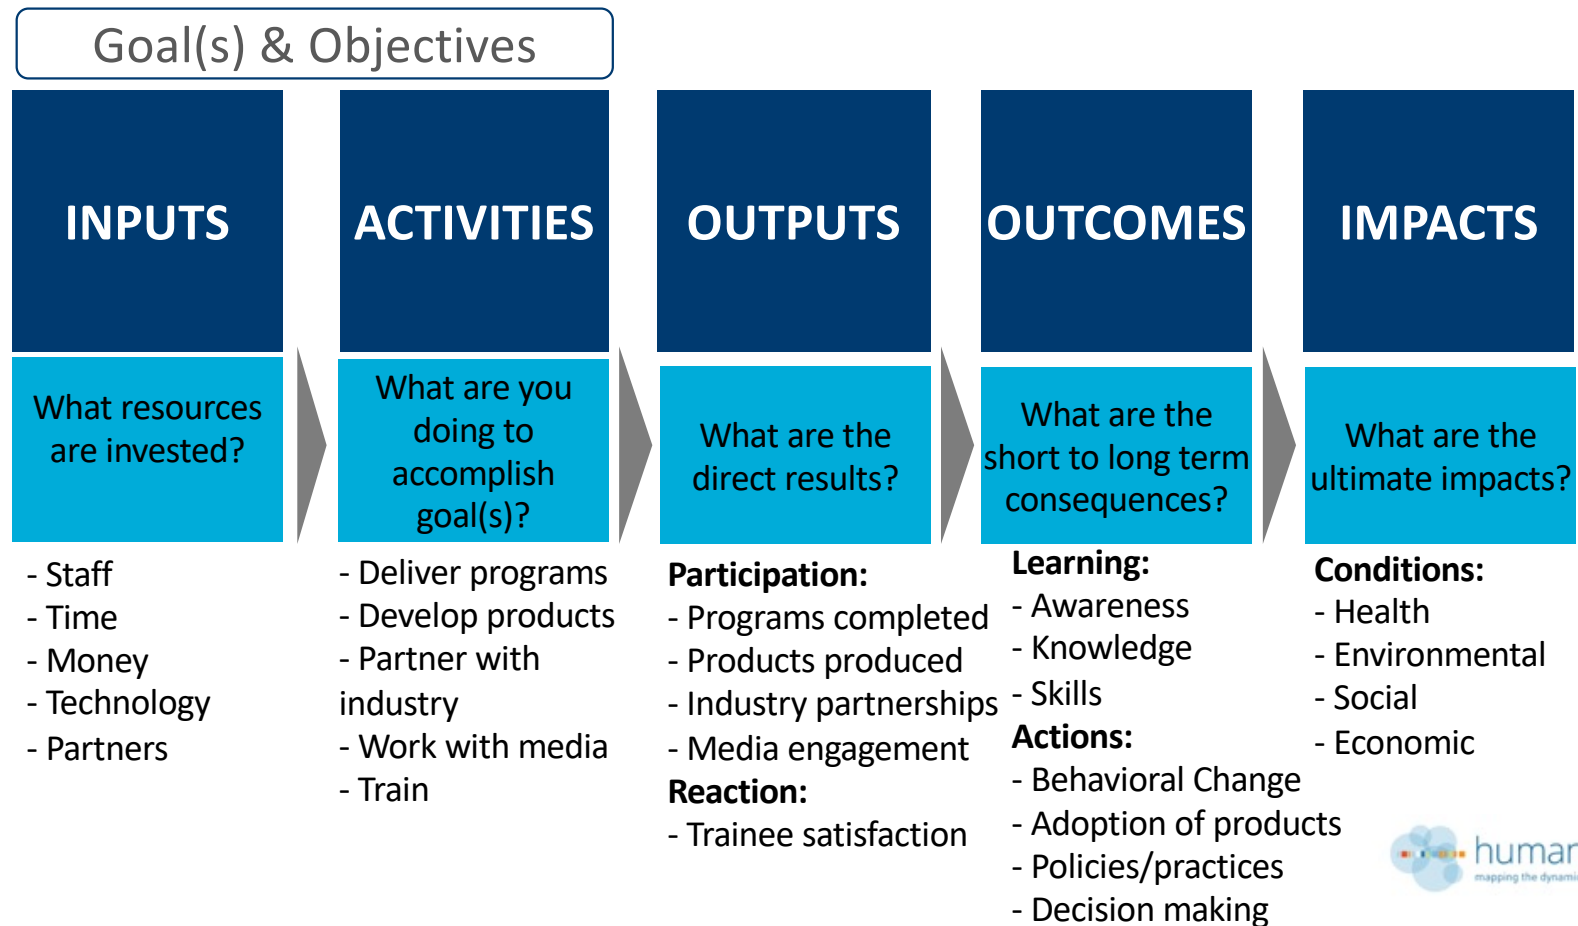 Goal(s) & Objectives
INPUTS
What resources
are invested?
- Staff
- Time
- Money
- Technology
- Partners
ACTIVITIES
What are you
doing to
accomplish
goal(s)?
- Deliver programs
- Develop products
- Partner with
industry
- Work with media
- Train
OUTPUTS
What are the
direct results?
Participation:
- Programs completed
- Products produced
- Industry partnerships
- Media engagement
Reaction:
- Trainee satisfaction
OUTCOMES
What are the
short to long term
consequences?
Learning:
- Awareness
- Knowledge
- Skills
Actions:
- Behavioral Change
- Adoption of products
- Policies/practices
- Decision making
IMPACTS
What are the
ultimate impacts?
Conditions:
- Health
- Environmental
- Social
- Economic
human
mapping the dynami